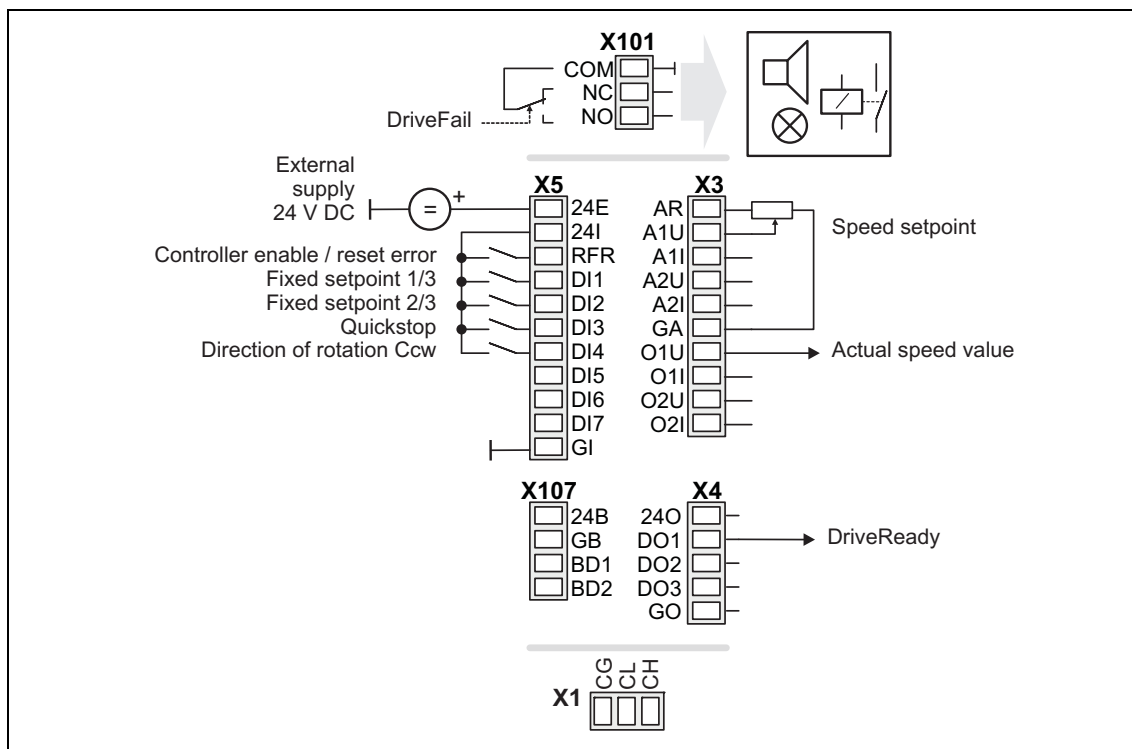 X101
COM
NC
NO
DriveFail
External
supply
24 V DC
=
+
X5
24E
24I
Controller enable / reset error
RFR
Fixed setpoint 1/3
DI1
Fixed setpoint 2/3
DI2
Quickstop
DI3
Direction of rotation Ccw
DI4
DI5
DI6
DI7
GI
X3
AR
A1U
Speed setpoint
A1I
A2U
A2I
GA
O1U
Actual speed value
O1I
O2U
O2I
X107
24B
GB
BD1
BD2
X4
24O
DO1
DriveReady
DO2
DO3
GO
X1
CG
CL
CH